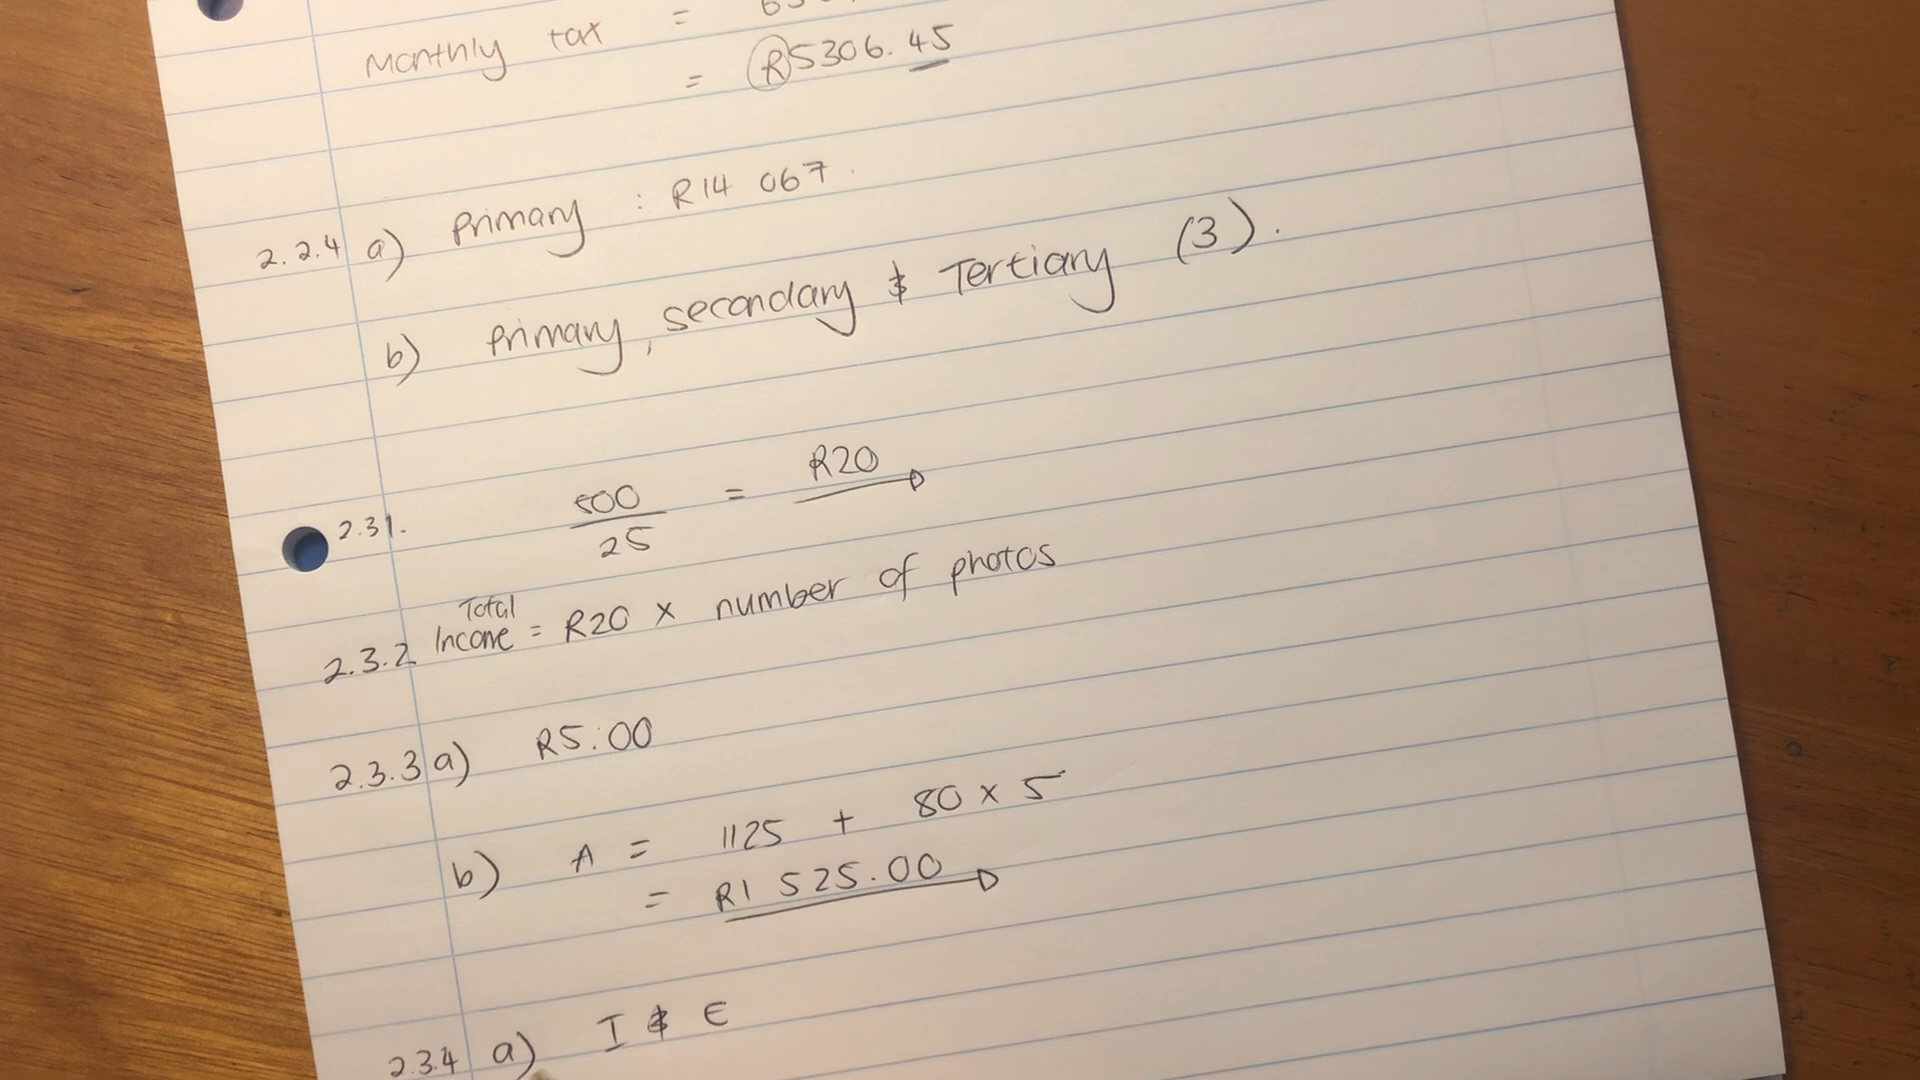 Monthly tax =
= R5306.45
2.2.4 a) Primary : R14 067.
b) Primary, secondary & Tertiary (3).
2.31. 500/25 = R20
2.3.2 Total Income = R20 x number of photos
2.3.3 a) R5.00
b) A = 1125 + 80 x 5
= R1 525.00
2.3.4 a) I & E